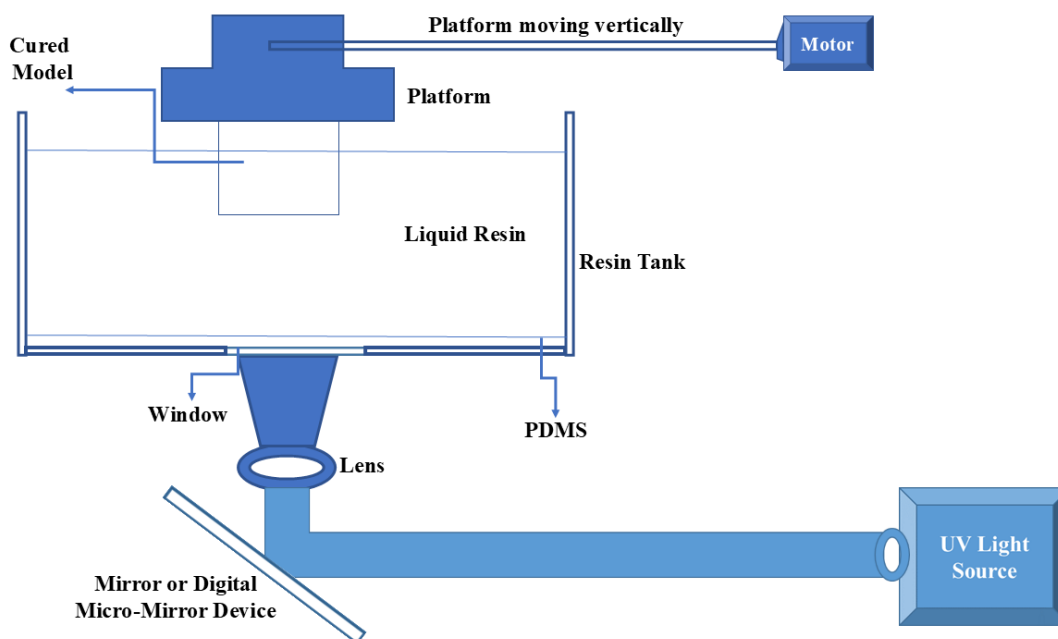 Platform moving vertically
Motor
Cured
Model
Platform
Liquid Resin
Resin Tank
Window
PDMS
Lens
UV Light
Source
Mirror or Digital
Micro-Mirror Device